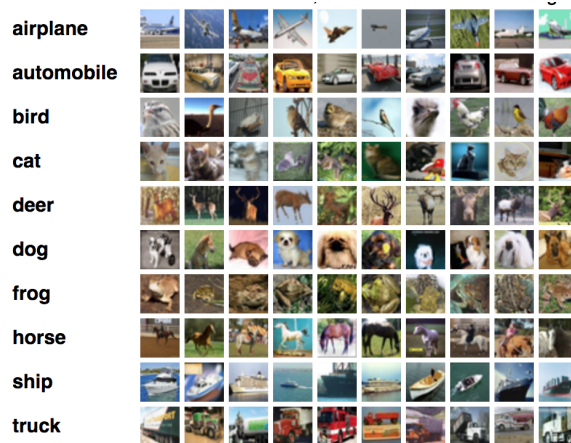 airplane
automobile
bird
cat
deer
dog
frog
horse
ship
truck